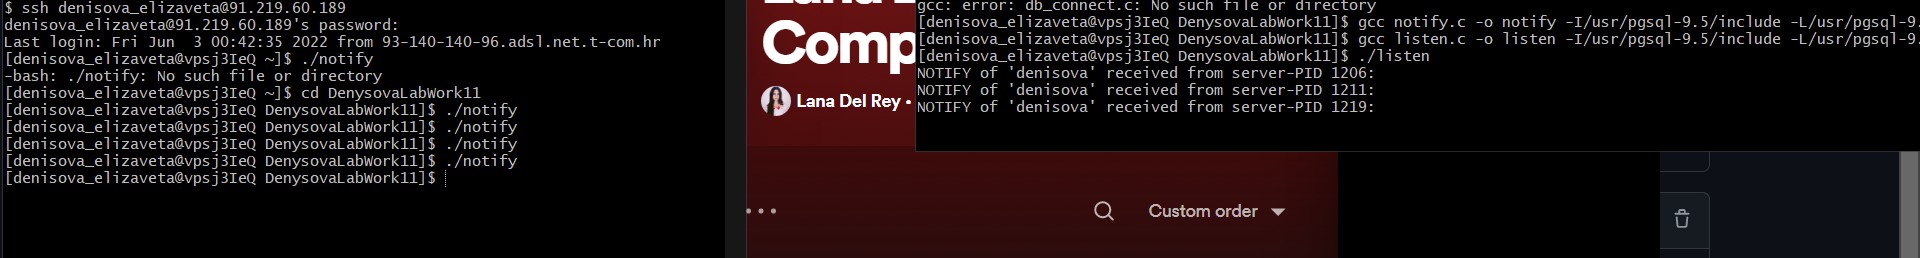 $ ssh denisova_elizaveta@91.219.60.189
denisova_elizaveta@91.219.60.189's password:
Last login: Fri Jun  3 00:42:35 2022 from 93-140-140-96.adsl.net.t-com.hr
[denisova_elizaveta@vpsj3IeQ ~]$ ./notify
-bash: ./notify: No such file or directory
[denisova_elizaveta@vpsj3IeQ ~]$ cd DenysovaLabWork11
[denisova_elizaveta@vpsj3IeQ DenysovaLabWork11]$ ./notify
[denisova_elizaveta@vpsj3IeQ DenysovaLabWork11]$ ./notify
[denisova_elizaveta@vpsj3IeQ DenysovaLabWork11]$ ./notify
[denisova_elizaveta@vpsj3IeQ DenysovaLabWork11]$ ./notify
[denisova_elizaveta@vpsj3IeQ DenysovaLabWork11]$
Comp
Lana Del Rey •
Custom order
gcc: error: db_connect.c: No such file or directory
[denisova_elizaveta@vpsj3IeQ DenysovaLabWork11]$ gcc notify.c -o notify -I/usr/pgsql-9.5/include -L/usr/pgsql-9.
[denisova_elizaveta@vpsj3IeQ DenysovaLabWork11]$ gcc listen.c -o listen -I/usr/pgsql-9.5/include -L/usr/pgsql-9.
[denisova_elizaveta@vpsj3IeQ DenysovaLabWork11]$ ./listen
NOTIFY of 'denisova' received from server-PID 1206:
NOTIFY of 'denisova' received from server-PID 1211:
NOTIFY of 'denisova' received from server-PID 1219: